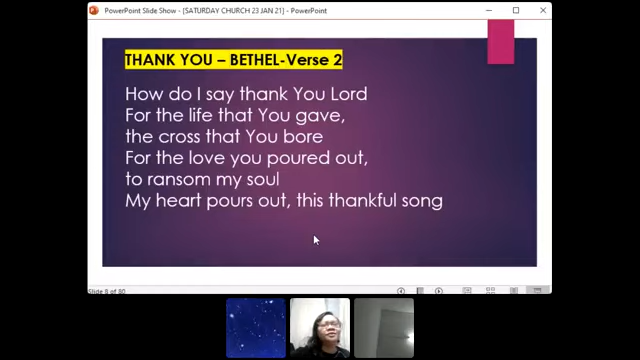 PowerPoint Slide Show - [SATURDAY CHURCH 23 JAN 21] - PowerPoint
THANK YOU – BETHEL-Verse 2
How do I say thank You Lord
For the life that You gave,
the cross that You bore
For the love you poured out,
to ransom my soul
My heart pours out, this thankful song
Slide 8 of 80